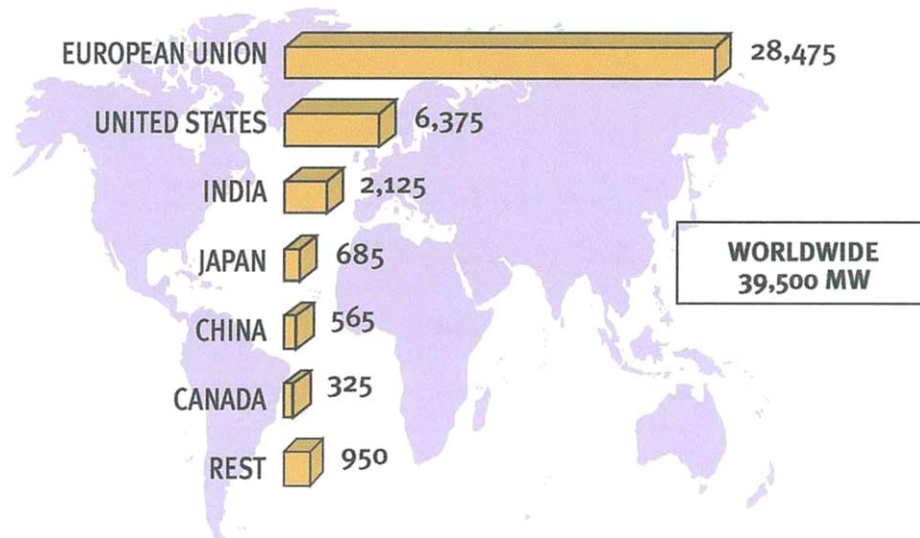 EUROPEAN UNION 28,475
UNITED STATES 6,375
INDIA 2,125
JAPAN 685
WORLDWIDE
39,500 MW
CHINA 565
CANADA 325
REST 950